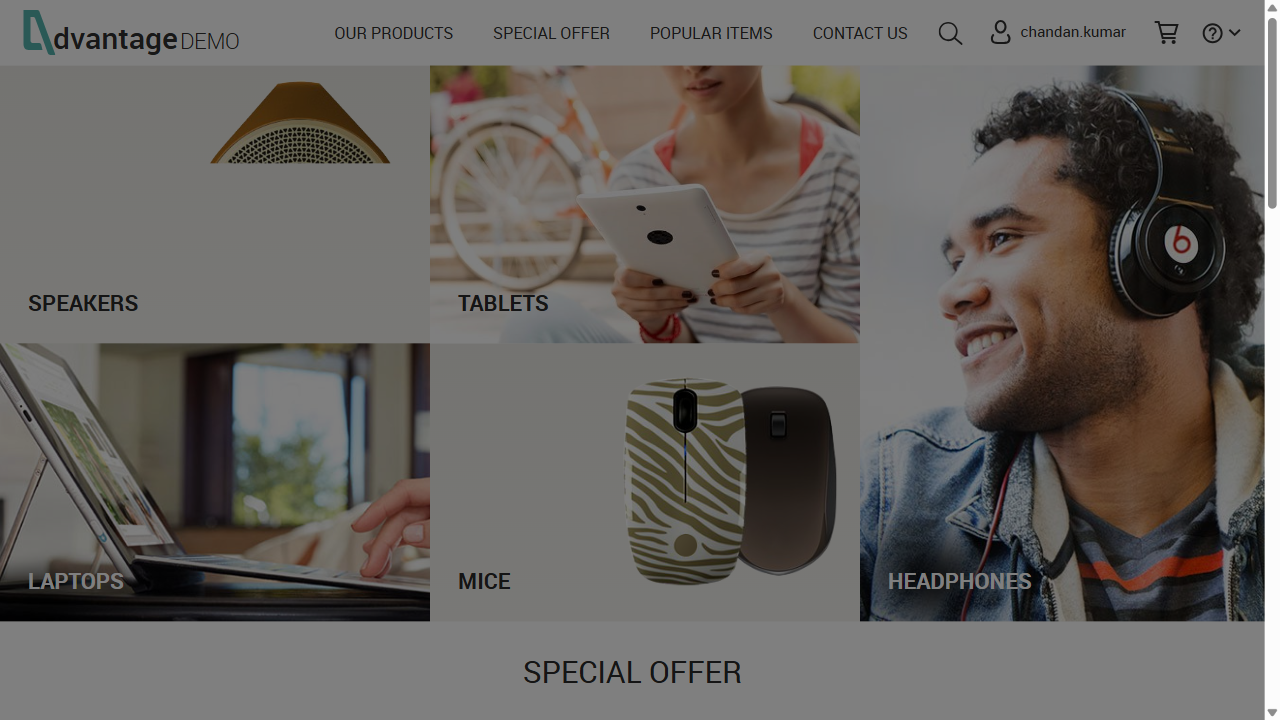 dvantage DEMO
OUR PRODUCTS
SPECIAL OFFER
POPULAR ITEMS
CONTACT US
chandan.kumar
SPEAKERS
TABLETS
LAPTOPS
MICE
HEADPHONES
SPECIAL OFFER